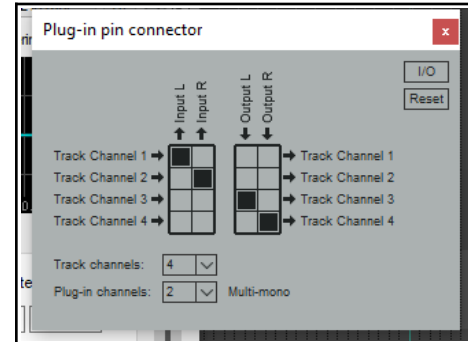 Plug-in pin connector
x
I/O
Reset
Input L
Input R
Output L
Output R
Track Channel 1
Track Channel 1
Track Channel 2
Track Channel 2
Track Channel 3
Track Channel 3
Track Channel 4
Track Channel 4
Track channels: 4
Plug-in channels: 2 Multi-mono